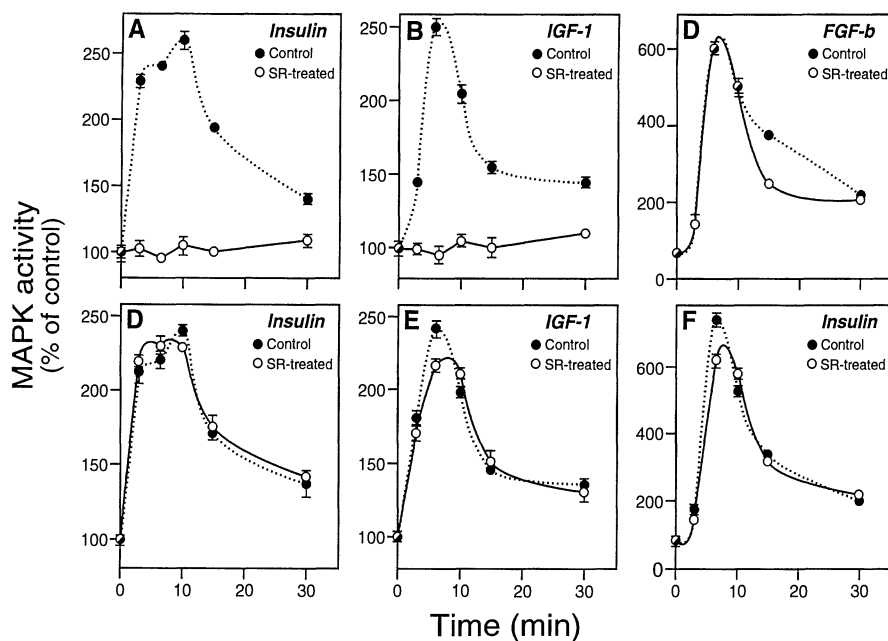 A Insulin
Control
SR-treated
250
200
150
100
B IGF-1
Control
SR-treated
250
200
150
100
D FGF-b
Control
SR-treated
600
400
200
0
MAPK activity
(% of control)
D Insulin
Control
SR-treated
250
200
150
100
0 10 20 30
E IGF-1
Control
SR-treated
250
200
150
100
0 10 20 30
F Insulin
Control
SR-treated
600
400
200
0
0 10 20 30
Time (min)